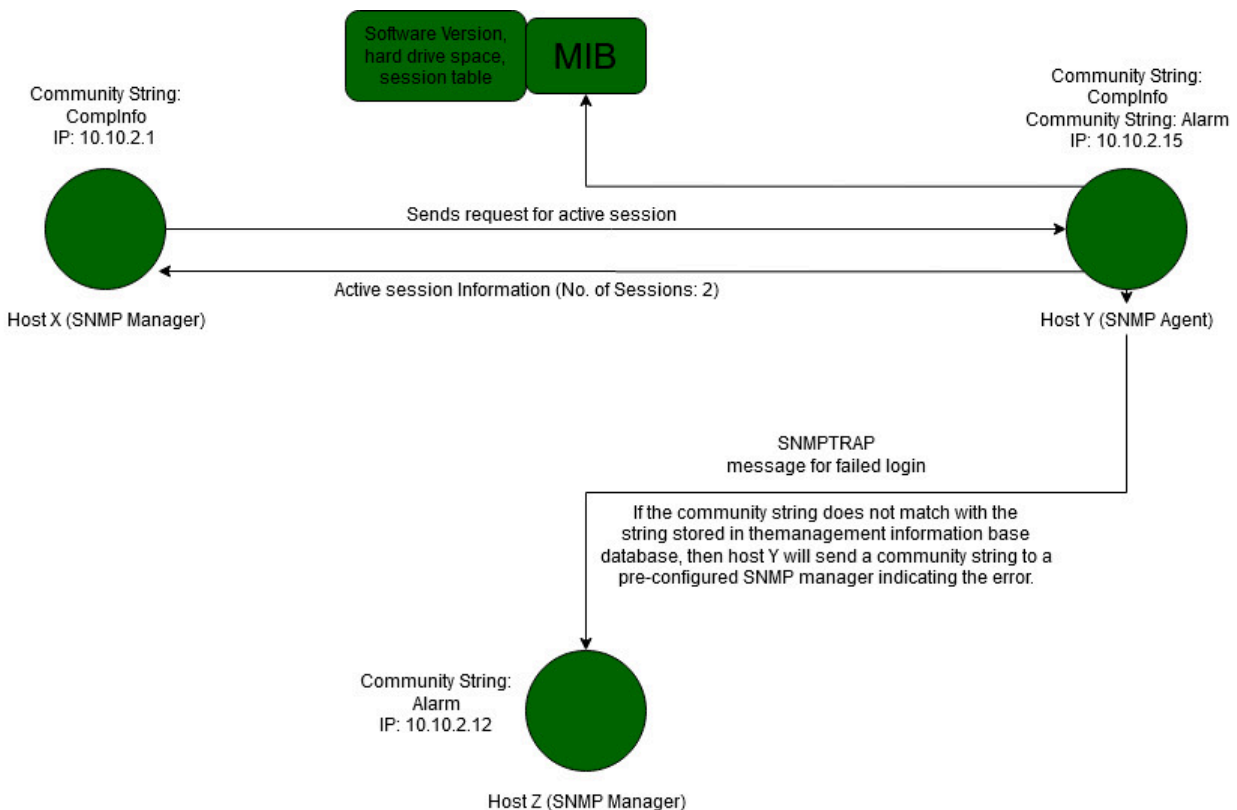 Software Version,
hard drive space,
session table
MIB
Community String:
CompInfo
IP: 10.10.2.1
Community String:
CompInfo
Community String: Alarm
IP: 10.10.2.15
Sends request for active session
Active session Information (No. of Sessions: 2)
Host X (SNMP Manager)
Host Y (SNMP Agent)
SNMPTRAP
message for failed login
If the community string does not match with the
string stored in themanagement information base
database, then host Y will send a community string to a
pre-configured SNMP manager indicating the error.
Community String:
Alarm
IP: 10.10.2.12
Host Z (SNMP Manager)